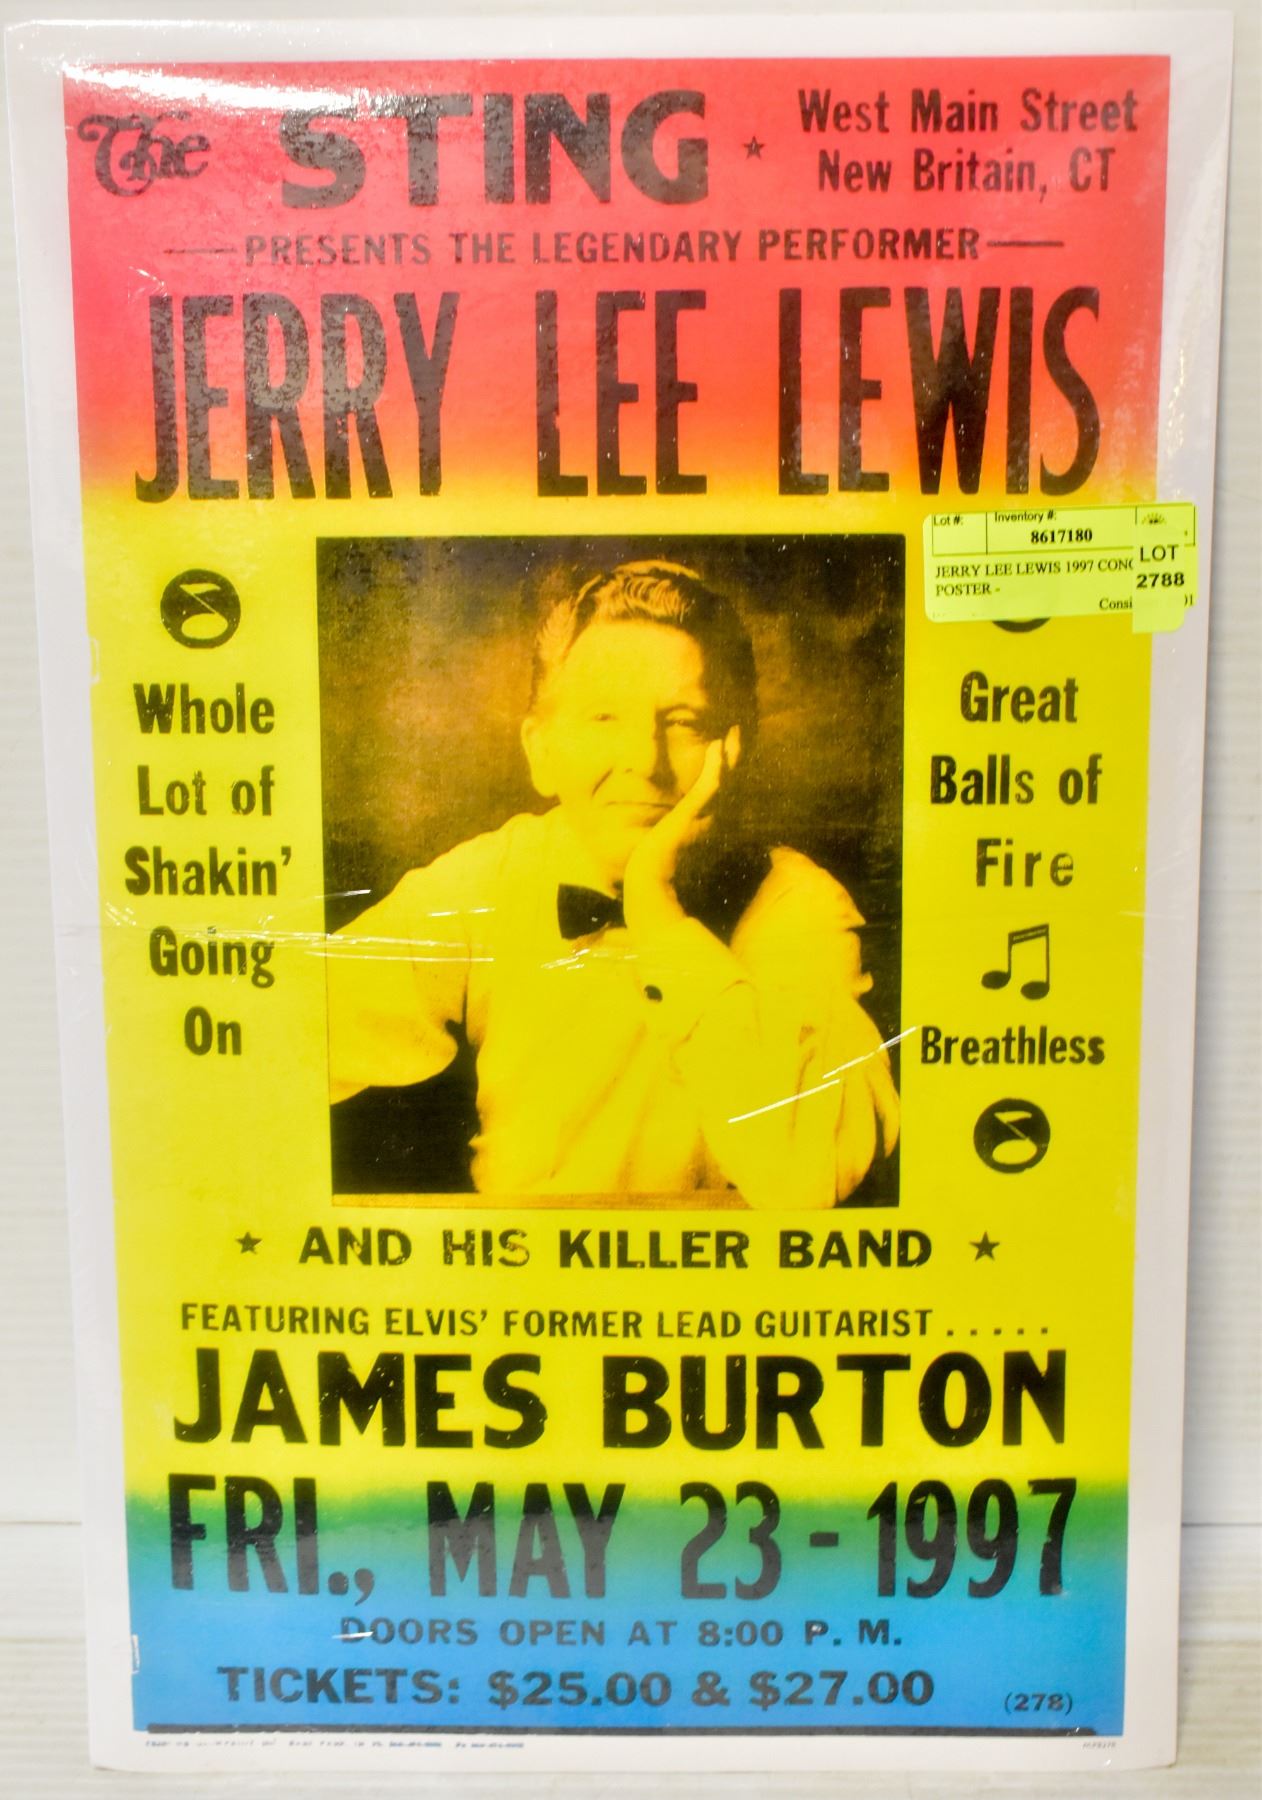 The STING
West Main Street
New Britain, CT
PRESENTS THE LEGENDARY PERFORMER
JERRY LEE LEWIS
Lot #:
Inventory #:
8617180
JERRY LEE LEWIS 1997 CONC
POSTER -
Consi
LOT
2788
Whole
Lot of
Shakin'
Going
On
Great
Balls of
Fire
Breathless
AND HIS KILLER BAND
FEATURING ELVIS' FORMER LEAD GUITARIST.....
JAMES BURTON
FRI., MAY 23-1997
DOORS OPEN AT 8:00 P. M.
TICKETS: $25.00 & $27.00
(278)